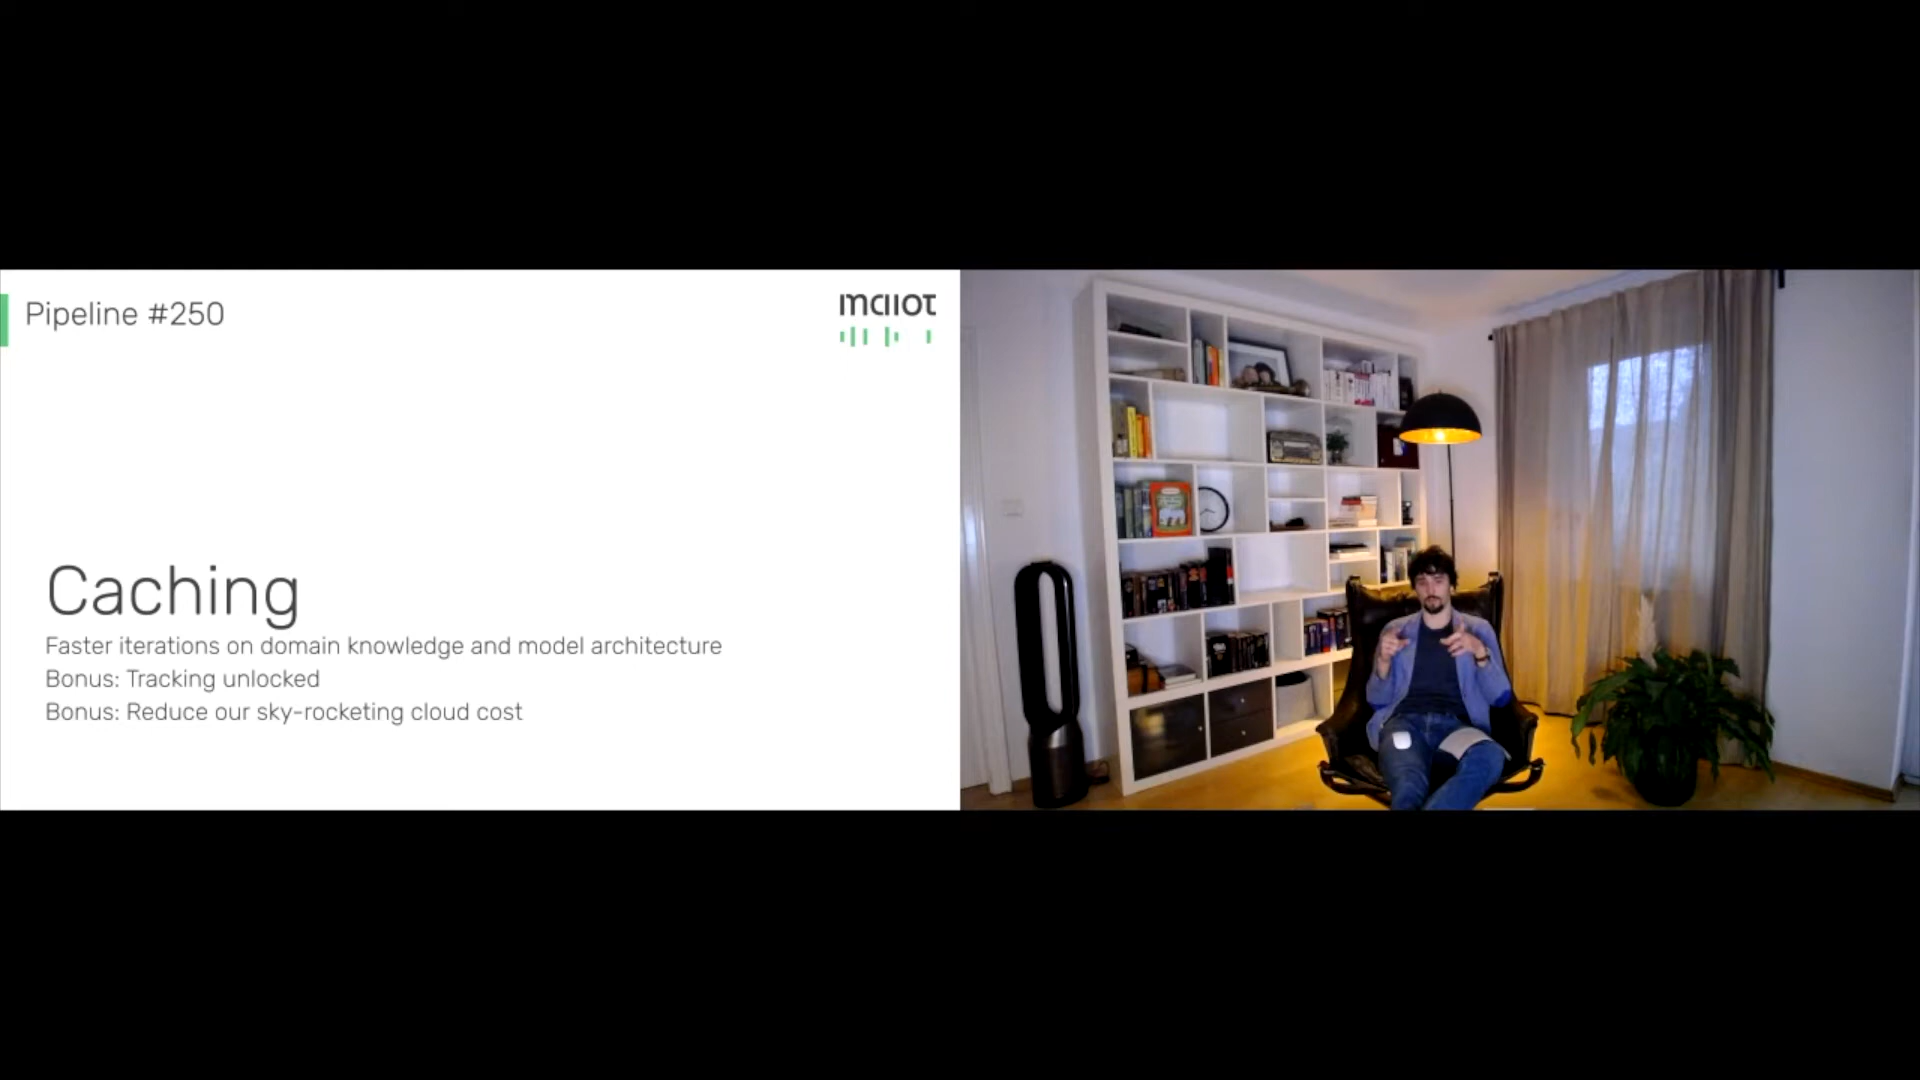 Pipeline #250
maiot
Caching
Faster iterations on domain knowledge and model architecture
Bonus: Tracking unlocked
Bonus: Reduce our sky-rocketing cloud cost